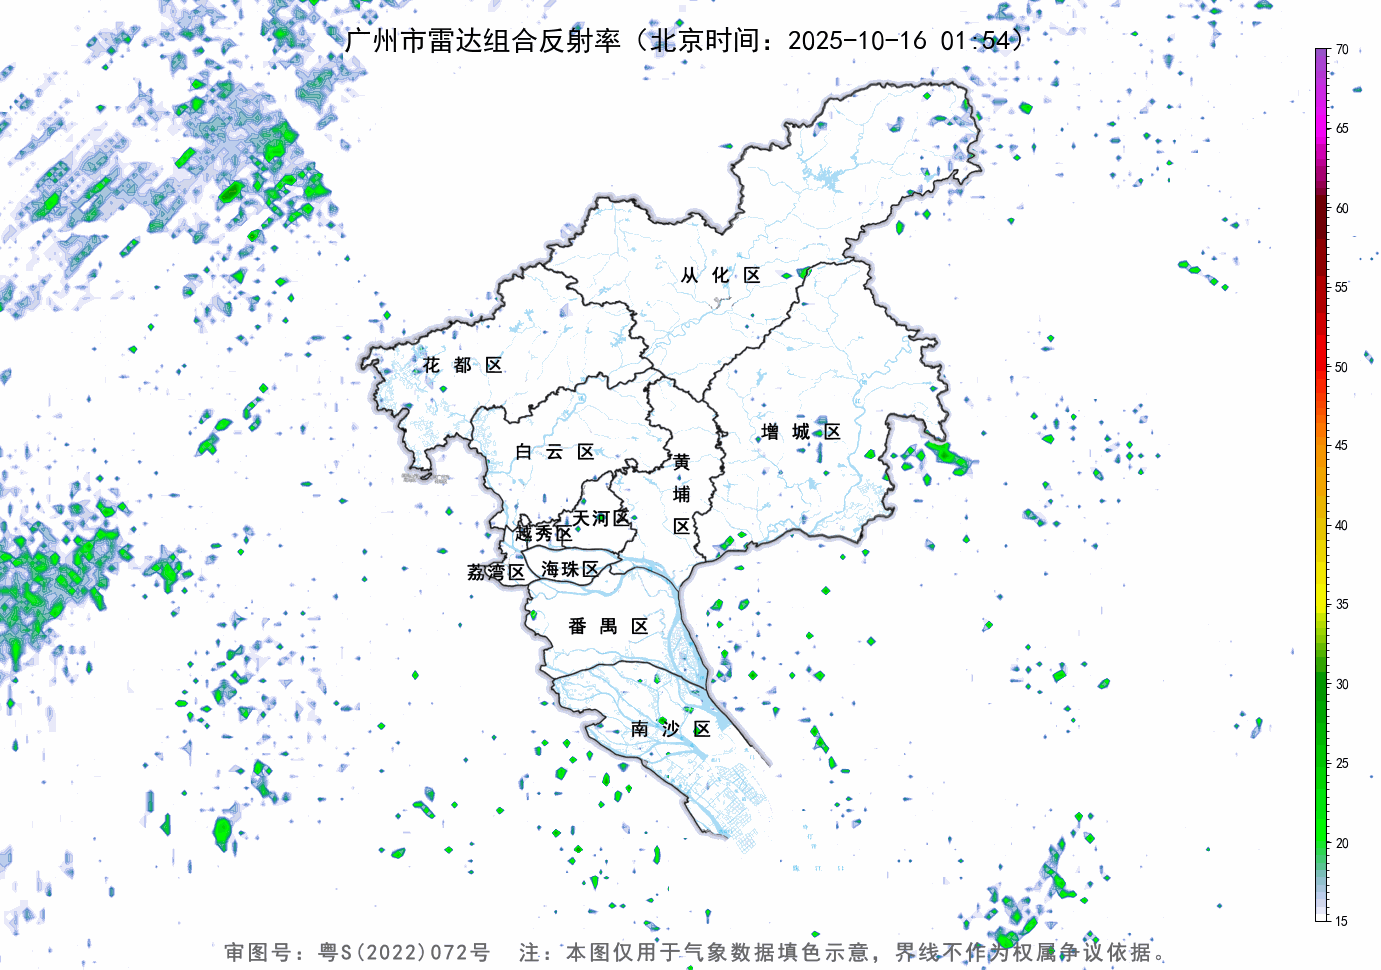 广州市雷达组合反射率（北京时间：2025-10-16 01:54）
70
65
60
55
50
45
40
35
30
25
20
15
从化区
花都区
增城区
白云区
黄埔区
天河区
越秀区
荔湾区
海珠区
番禺区
南沙区
审图号：粤S(2022)072号 注：本图仅用于气象数据填色示意，界线不作为权属争议依据。